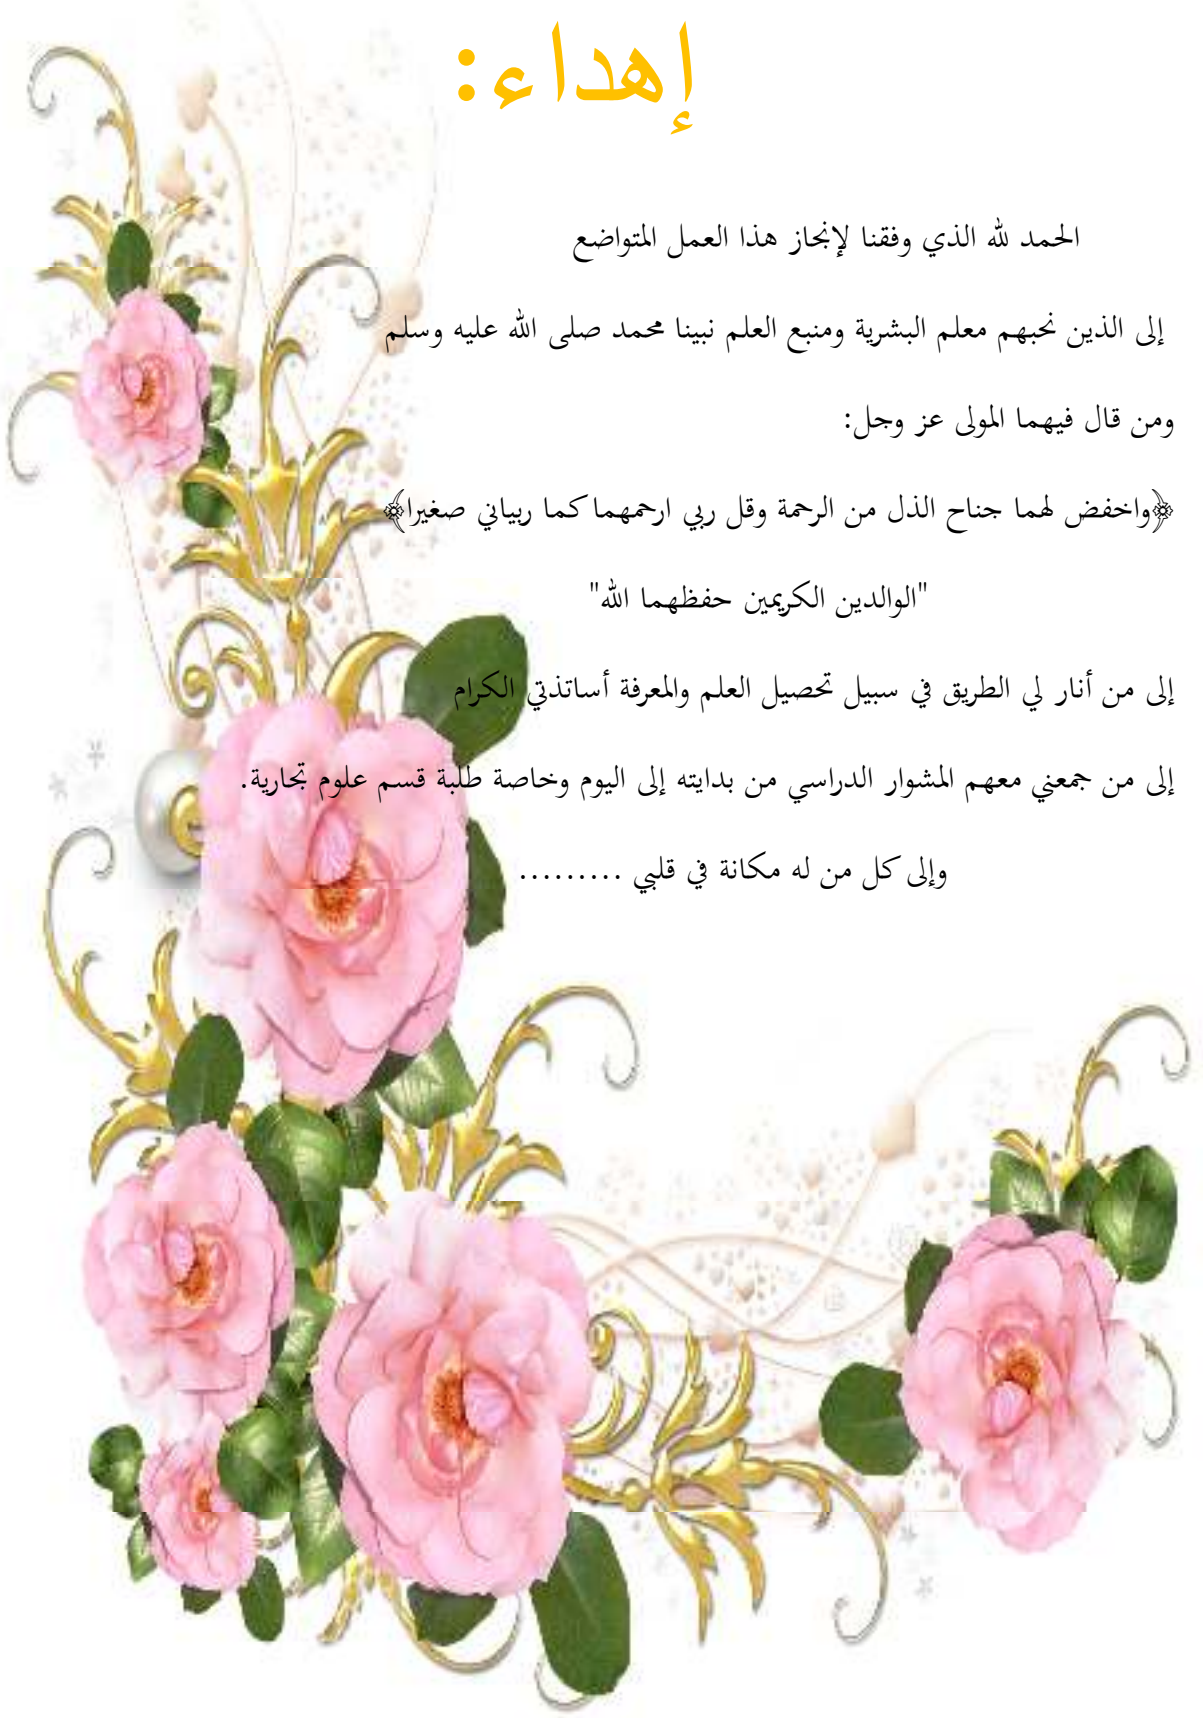 إهداء:
الحمد لله الذي وفقنا لإنجاز هذا العمل المتواضع
إلى الذين نحبهم معلم البشرية ومنبع العلم نبينا محمد صلى الله عليه وسلم
ومن قال فيهما المولى عز وجل:
﴿واخفض لهما جناح الذل من الرحمة وقل ربي ارحمهما كما ربياني صغيرا﴾
"الوالدين الكريمين حفظهما الله"
إلى من أنار لي الطريق في سبيل تحصيل العلم والمعرفة أساتذتي الكرام
إلى من جمعني معهم المشوار الدراسي من بدايته إلى اليوم وخاصة طلبة قسم علوم تجارية.
وإلى كل من له مكانة في قلبي .........